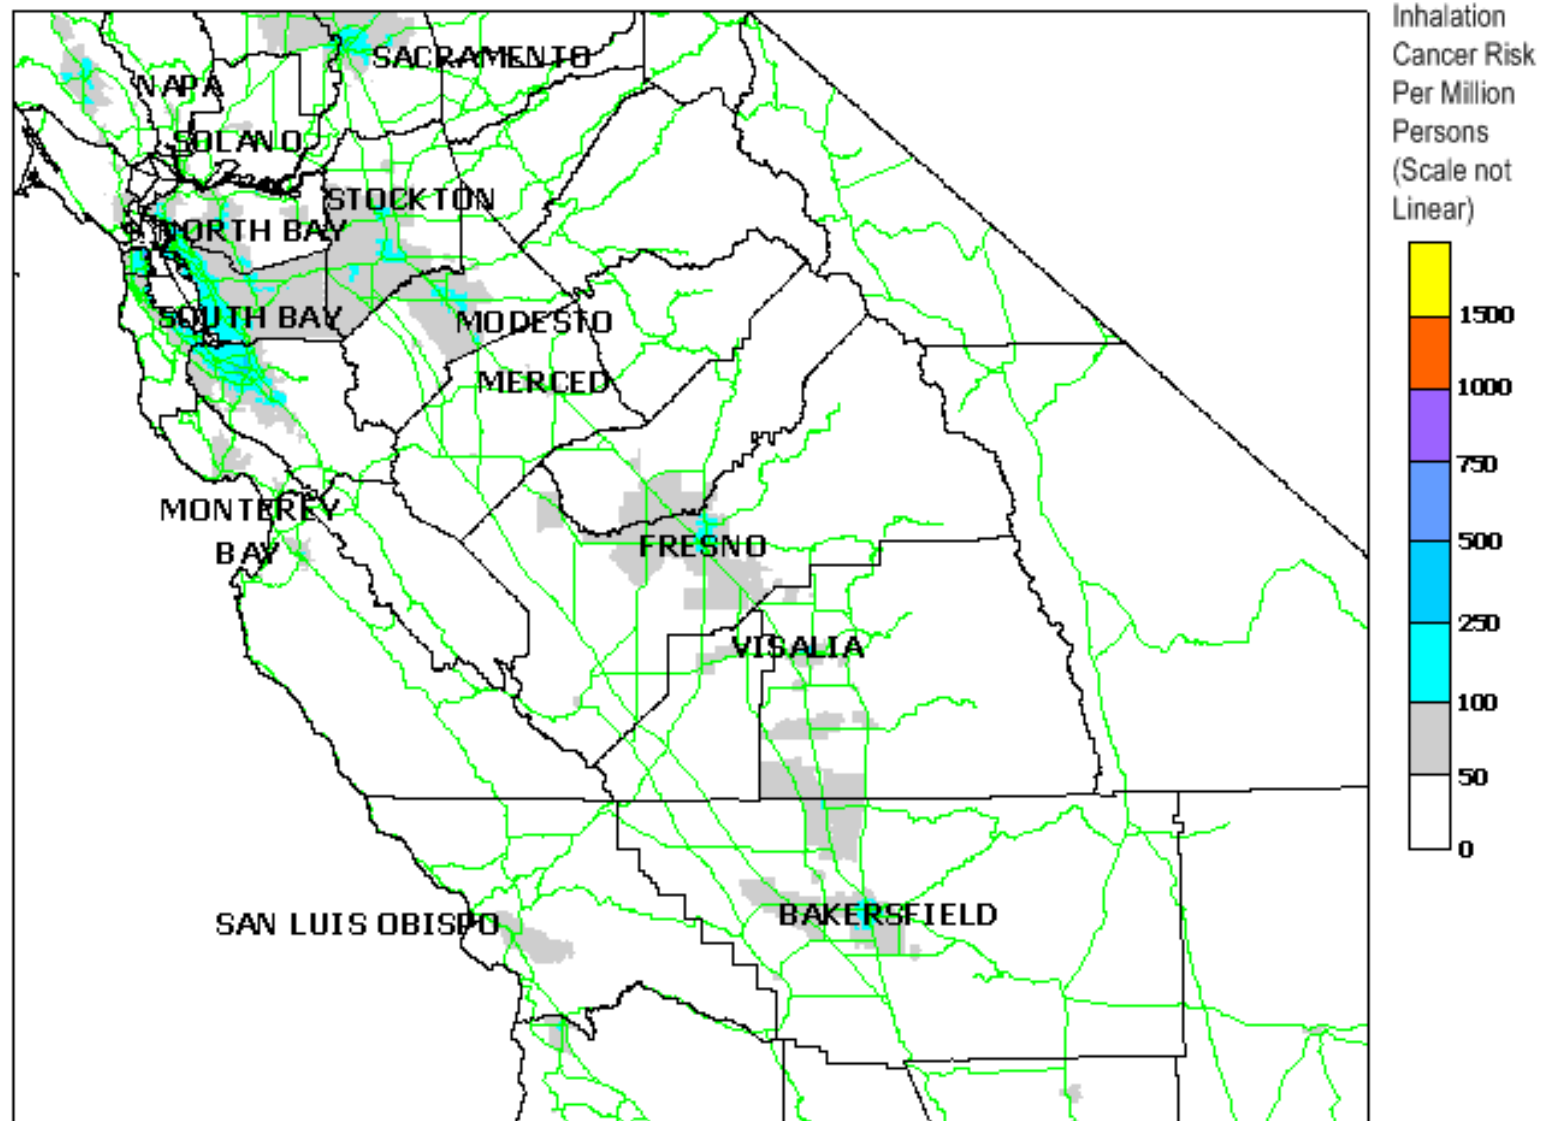 Inhalation
Cancer Risk
Per Million
Persons
(Scale not
Linear)
SACRAMENTO
NAPA
SOLANO
STOCKTON
NORTH BAY
SOUTH BAY
MODESTO
MERCED
MONTEREY
BAY
FRESNO
VISALIA
SAN LUIS OBISPO
BAKERSFIELD
1500
1000
750
500
250
100
50
0